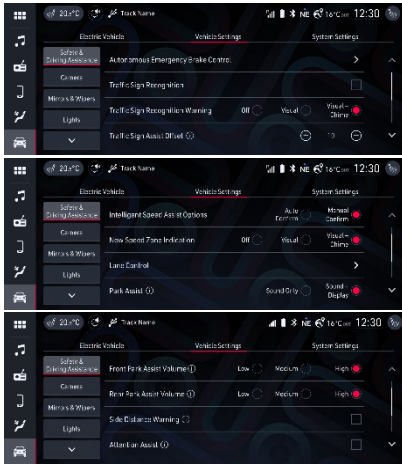 20.5°C Track Name NE 16°C 12:30
Electric Vehicle Vehicle Settings System Settings
Safety &
Driving Assistance
Camera
Mirrors & Wipers
Lights
Autonomous Emergency Brake Control
Traffic Sign Recognition
Traffic Sign Recognition Warning Off Visual Visual –
Chime
Traffic Sign Assist Offset 10
20.5°C Track Name NE 16°C 12:30
Electric Vehicle Vehicle Settings System Settings
Safety &
Driving Assistance
Camera
Mirrors & Wipers
Lights
Intelligent Speed Assist Options Auto
Confirm Manual
Confirm
New Speed Zone Indication Off Visual Visual –
Chime
Lane Control
Park Assist Sound Only Sound –
Display
20.5°C Track Name NE 16°C 12:30
Electric Vehicle Vehicle Settings System Settings
Safety &
Driving Assistance
Camera
Mirrors & Wipers
Lights
Front Park Assist Volume Low Medium High
Rear Park Assist Volume Low Medium High
Side Distance Warning
Attention Assist